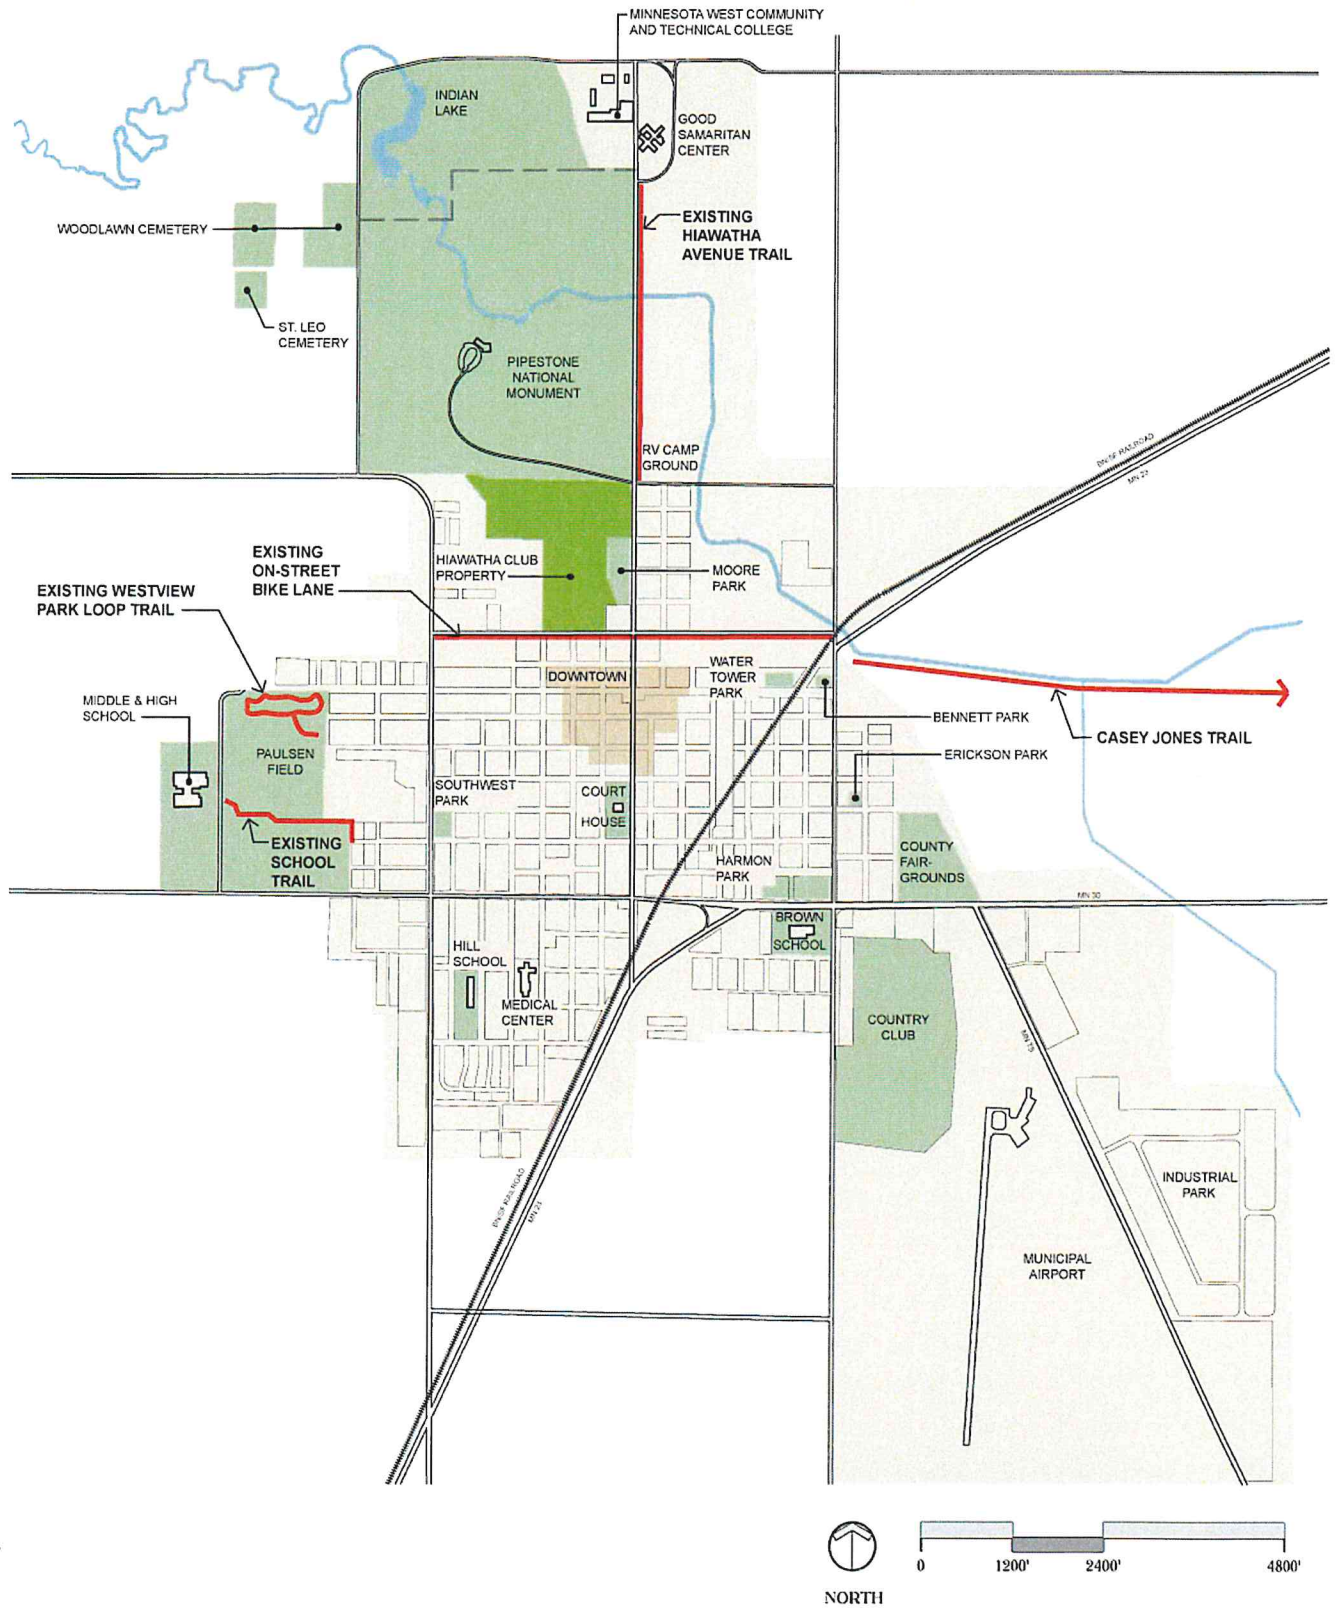 MINNESOTA WEST COMMUNITY
AND TECHNICAL COLLEGE
INDIAN
LAKE
GOOD
SAMARITAN
CENTER
WOODLAWN CEMETERY
EXISTING
HIAWATHA
AVENUE TRAIL
ST. LEO
CEMETERY
PIPESTONE
NATIONAL
MONUMENT
RV CAMP
GROUND
BN/SF RAILROAD
MN 23
EXISTING
ON-STREET
BIKE LANE
HIAWATHA CLUB
PROPERTY
MOORE
PARK
EXISTING WESTVIEW
PARK LOOP TRAIL
DOWNTOWN
WATER
TOWER
PARK
MIDDLE & HIGH
SCHOOL
BENNETT PARK
CASEY JONES TRAIL
PAULSEN
FIELD
ERICKSON PARK
SOUTHWEST
PARK
COURT
HOUSE
EXISTING
SCHOOL
TRAIL
HARMON
PARK
COUNTY
FAIR-
GROUNDS
MN 30
BROWN
SCHOOL
HILL
SCHOOL
MEDICAL
CENTER
COUNTRY
CLUB
MN 75
INDUSTRIAL
PARK
BN/SF RAILROAD
MN 23
MUNICIPAL
AIRPORT
0
1200'
2400'
4800'
NORTH